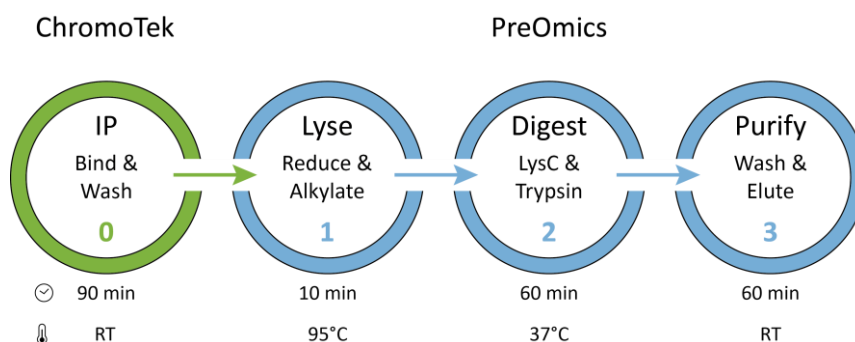 ChromoTek PreOmics
IP Lyse Digest Purify
Bind & Reduce & LysC & Wash &
Wash Alkylate Trypsin Elute
0 1 2 3
90 min 10 min 60 min 60 min
RT 95°C 37°C RT